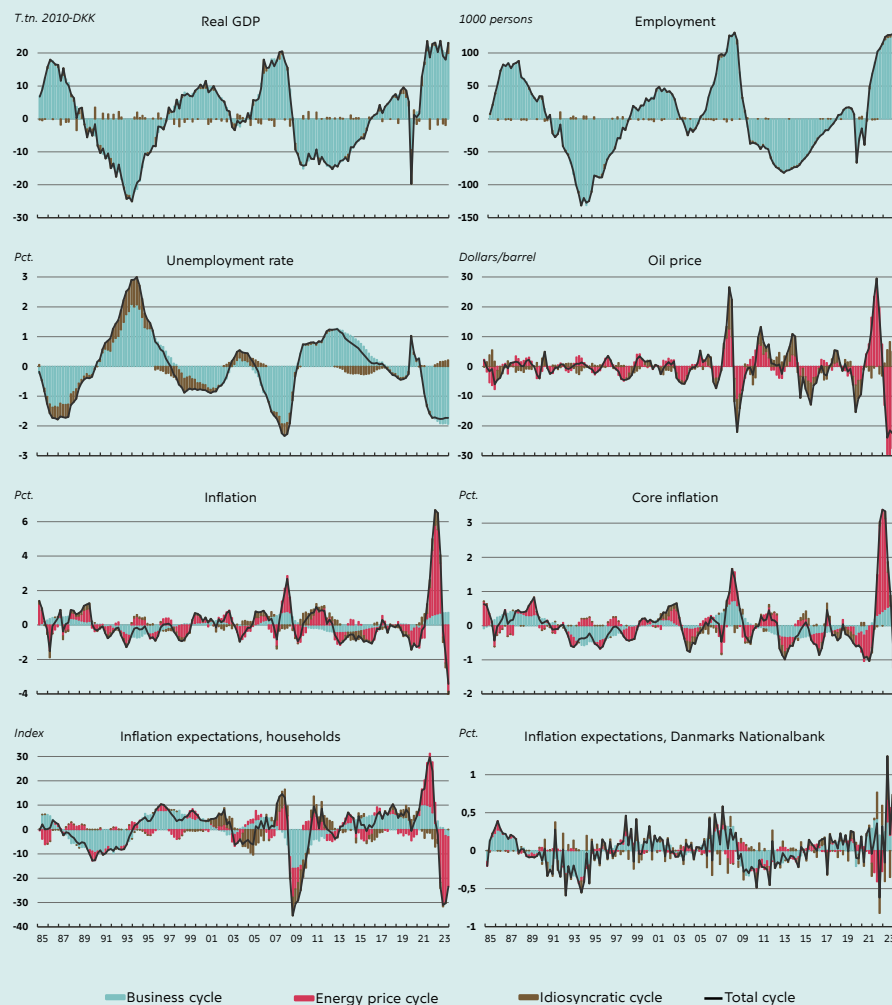 T.tn. 2010-DKK
Real GDP
20
10
0
-10
-20
-30
1000 persons
Employment
100
50
0
-50
-100
-150
Pct.
Unemployment rate
3
2
1
0
-1
-2
-3
Dollars/barrel
Oil price
30
20
10
0
-10
-20
-30
Pct.
Inflation
6
4
2
0
-2
-4
Pct.
Core inflation
3
2
1
0
-1
-2
Index
Inflation expectations, households
30
20
10
0
-10
-20
-30
-40
85 87 89 91 93 95 97 99 01 03 05 07 09 11 13 15 17 19 21 23
Pct.
Inflation expectations, Danmarks Nationalbank
1
0,5
0
-0,5
-1
85 87 89 91 93 95 97 99 01 03 05 07 09 11 13 15 17 19 21 23
Business cycle Energy price cycle Idiosyncratic cycle Total cycle